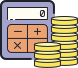 0
− +
× =